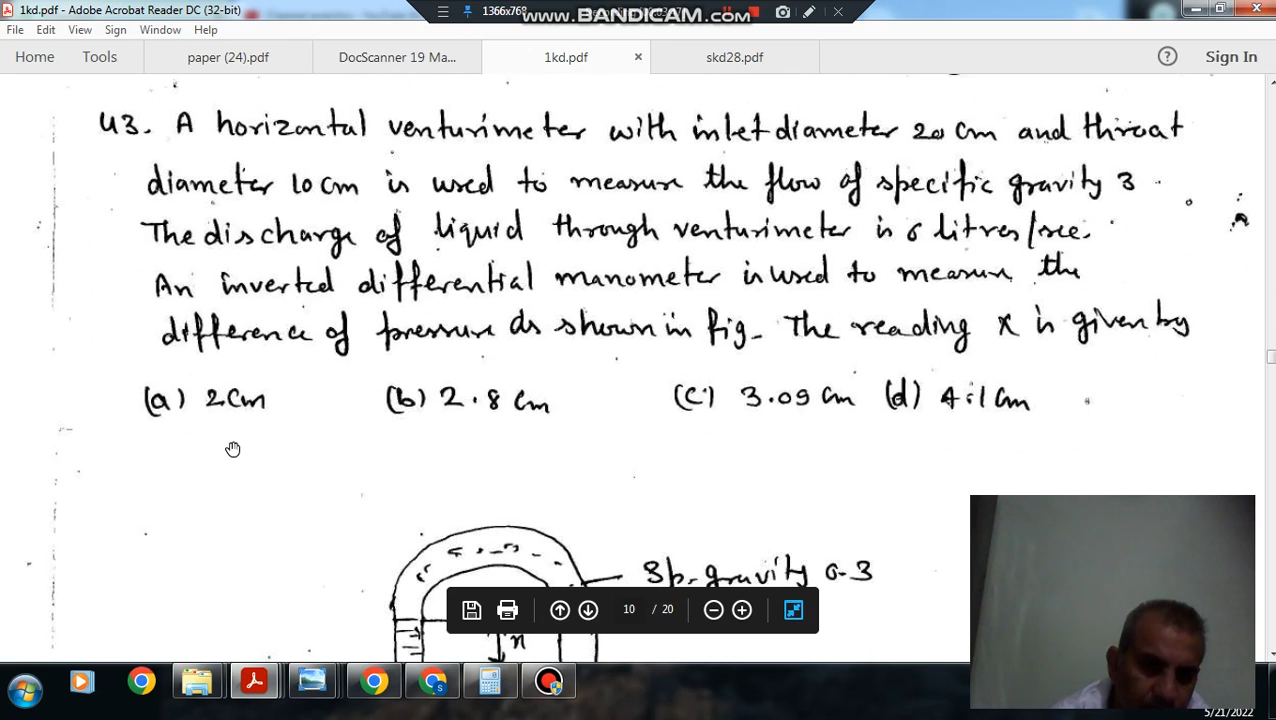 1kd.pdf - Adobe Acrobat Reader DC (32-bit)
1366x768
www.BANDICAM.com
File Edit View Sign Window Help
Home Tools paper (24).pdf DocScanner 19 Ma... 1kd.pdf × skd28.pdf Sign In
43. A horizontal venturimeter with inlet diameter 20 cm and throat
diameter 10 cm is used to measure the flow of specific gravity 3
The discharge of liquid through venturimeter is 6 litres/sec.
An inverted differential manometer is used to measure the
difference of pressure as shown in fig. The reading x is given by
(a) 2cm (b) 2.8 cm (c) 3.09 cm (d) 4.1 cm
Sp. gravity 0.3
x
10 / 20
5/21/2022